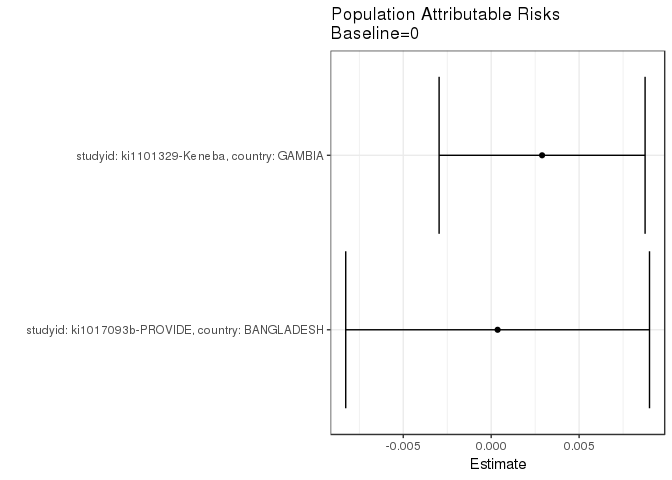 Population Attributable Risks
Baseline=0
studyid: ki1101329-Keneba, country: GAMBIA
studyid: ki1017093b-PROVIDE, country: BANGLADESH
-0.005 0.000 0.005
Estimate